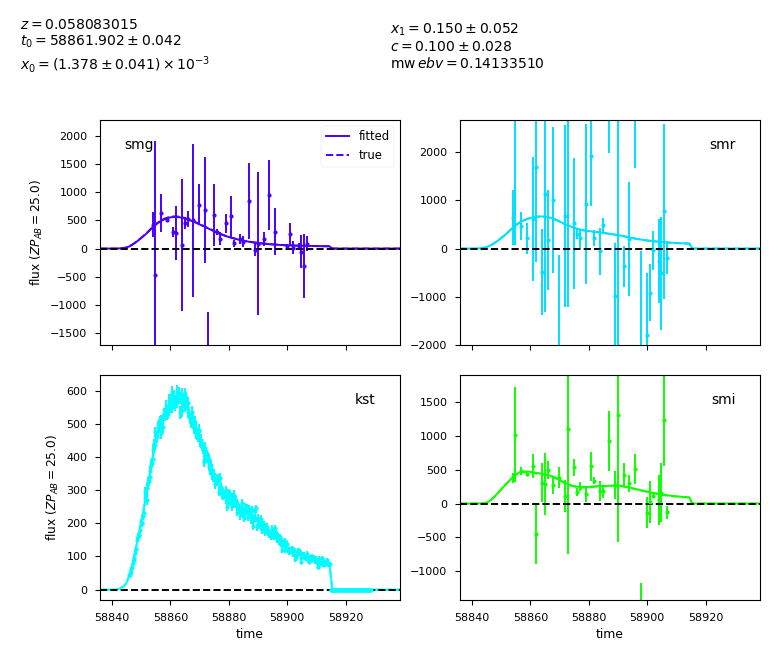 z = 0.058083015
t₀ = 58861.902 ± 0.042
x₀ = (1.378 ± 0.041) × 10⁻³
x₁ = 0.150 ± 0.052
c = 0.100 ± 0.028
mw ebv = 0.14133510
smg
fitted
true
2000
1500
1000
500
0
−500
−1000
−1500
flux (ZP_AB = 25.0)
smr
2000
1000
0
−1000
−2000
kst
600
500
400
300
200
100
0
flux (ZP_AB = 25.0)
58840 58860 58880 58900 58920
time
smi
1500
1000
500
0
−500
−1000
58840 58860 58880 58900 58920
time